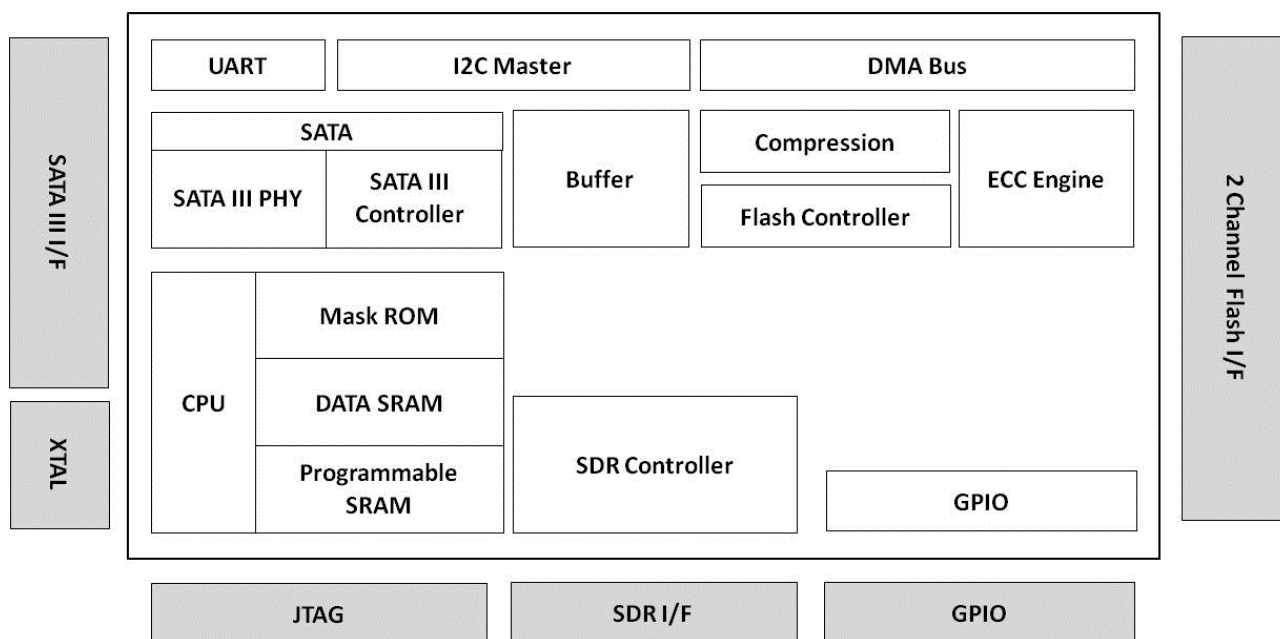 UART
I2C Master
DMA Bus
SATA III I/F
SATA
SATA III PHY
SATA III
Controller
Buffer
Compression
Flash Controller
ECC Engine
2 Channel Flash I/F
CPU
Mask ROM
DATA SRAM
Programmable
SRAM
SDR Controller
GPIO
XTAL
JTAG
SDR I/F
GPIO